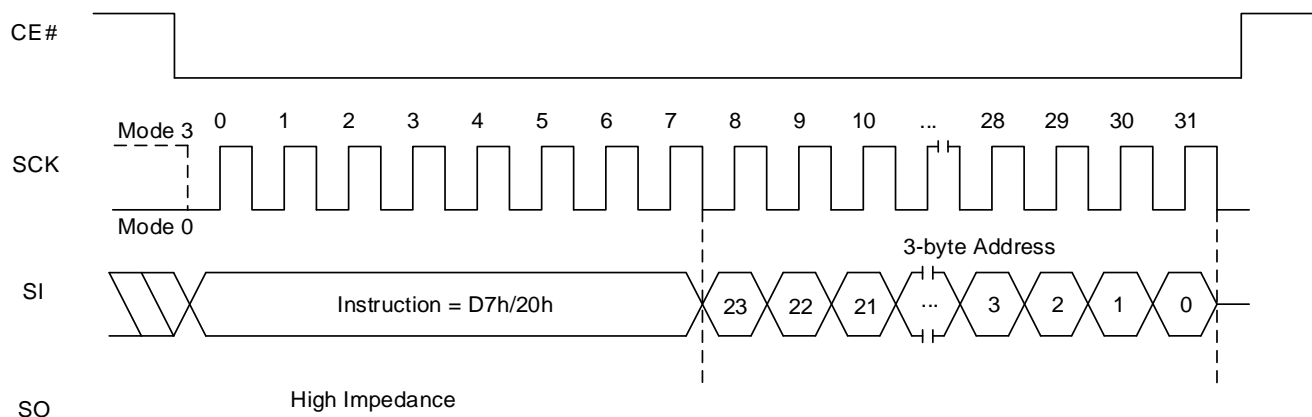 CE#
0 1 2 3 4 5 6 7 8 9 10 ... 28 29 30 31
Mode 3
SCK
Mode 0
3-byte Address
SI
Instruction = D7h/20h 23 22 21 ... 3 2 1 0
High Impedance
SO